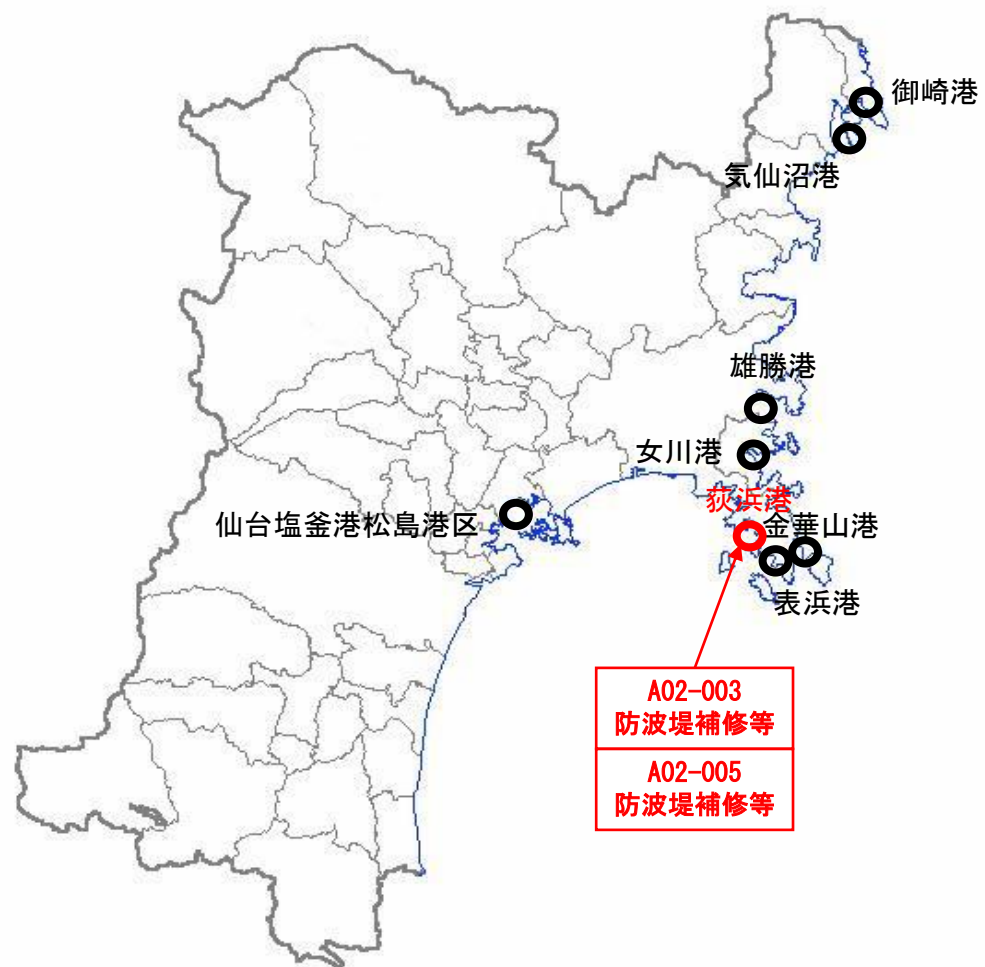 御崎港
気仙沼港
雄勝港
女川港
荻浜港
仙台塩釜港松島港区
金華山港
表浜港
A02-003
防波堤補修等
A02-005
防波堤補修等